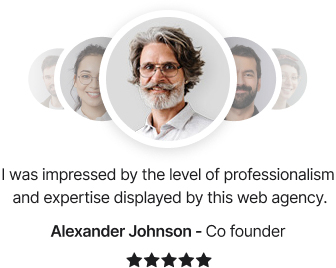 I was impressed by the level of professionalism
and expertise displayed by this web agency.
Alexander Johnson - Co founder